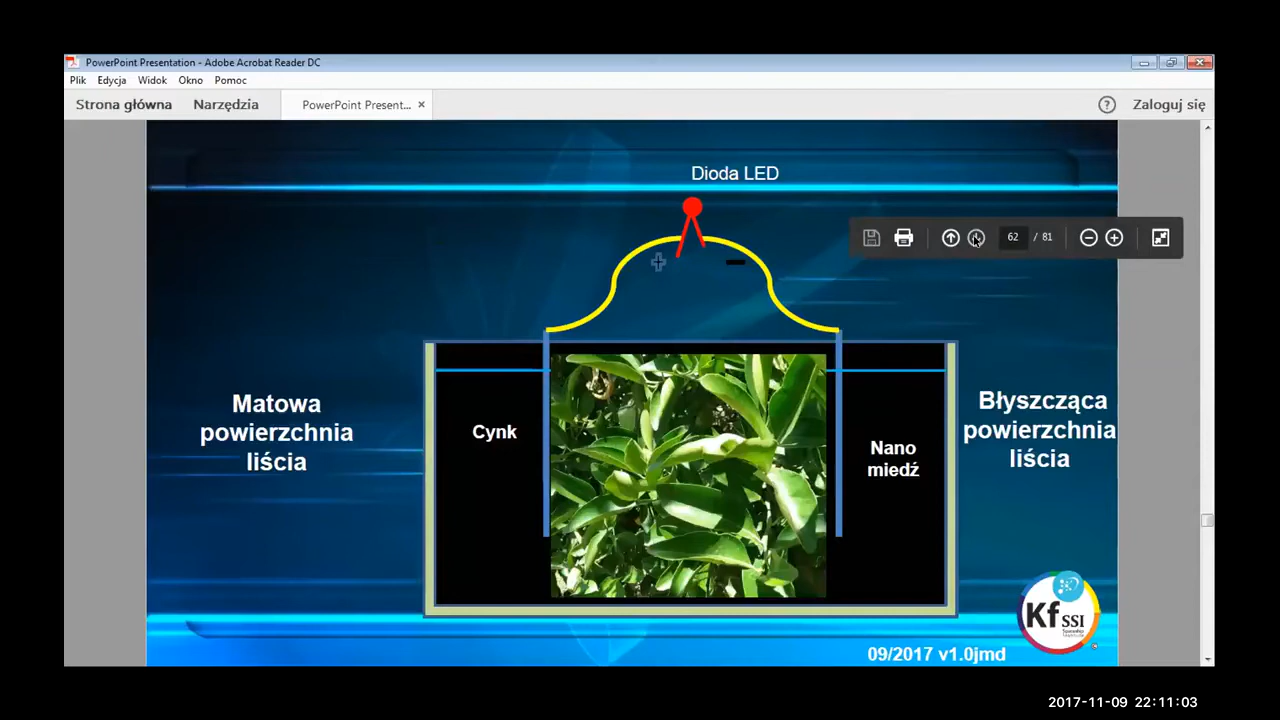 PowerPoint Presentation - Adobe Acrobat Reader DC
Plik Edycja Widok Okno Pomoc
Strona główna Narzędzia PowerPoint Present... × ? Zaloguj się
Dioda LED
62 / 81
+ −
Matowa
powierzchnia
liścia
Cynk
Nano
miedź
Błyszcząca
powierzchnia
liścia
Kf SSI
09/2017 v1.0jmd
2017-11-09 22:11:03